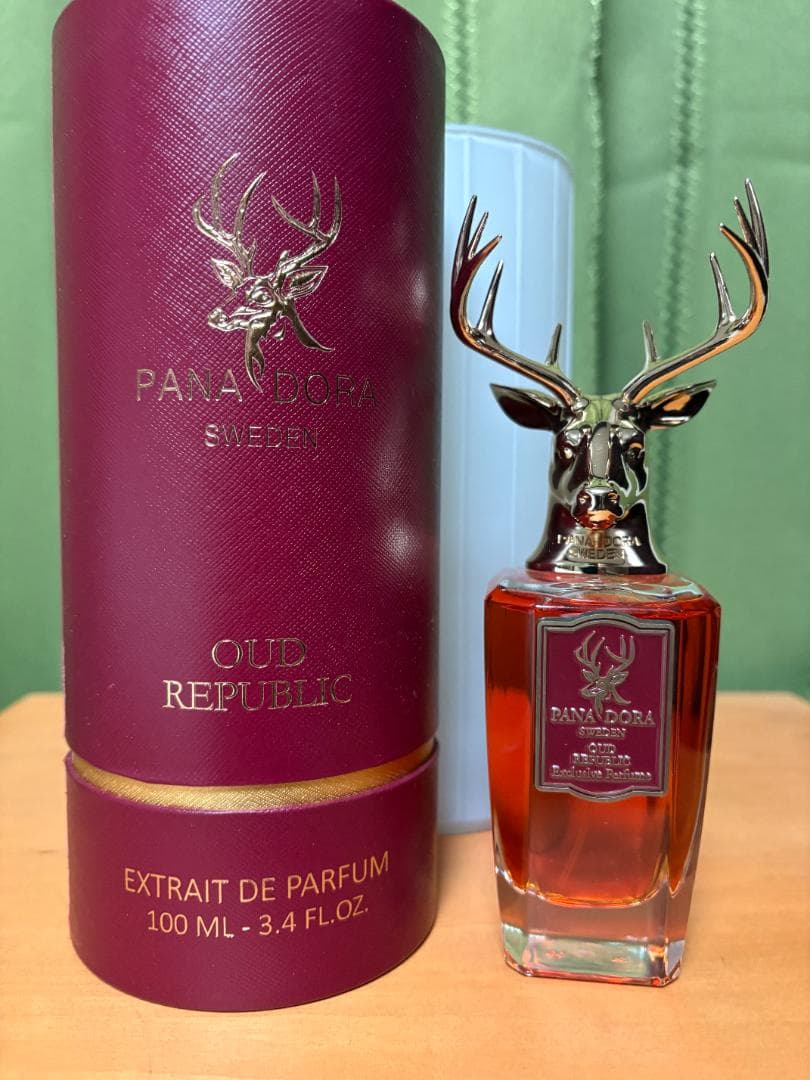 PANA DORA
SWEDEN
OUD
REPUBLIC
EXTRAIT DE PARFUM
100 ML - 3.4 FL.OZ.
PANA DORA
SWEDEN
PANA DORA
SWEDEN
OUD
REPUBLIC
Exclusive Perfume